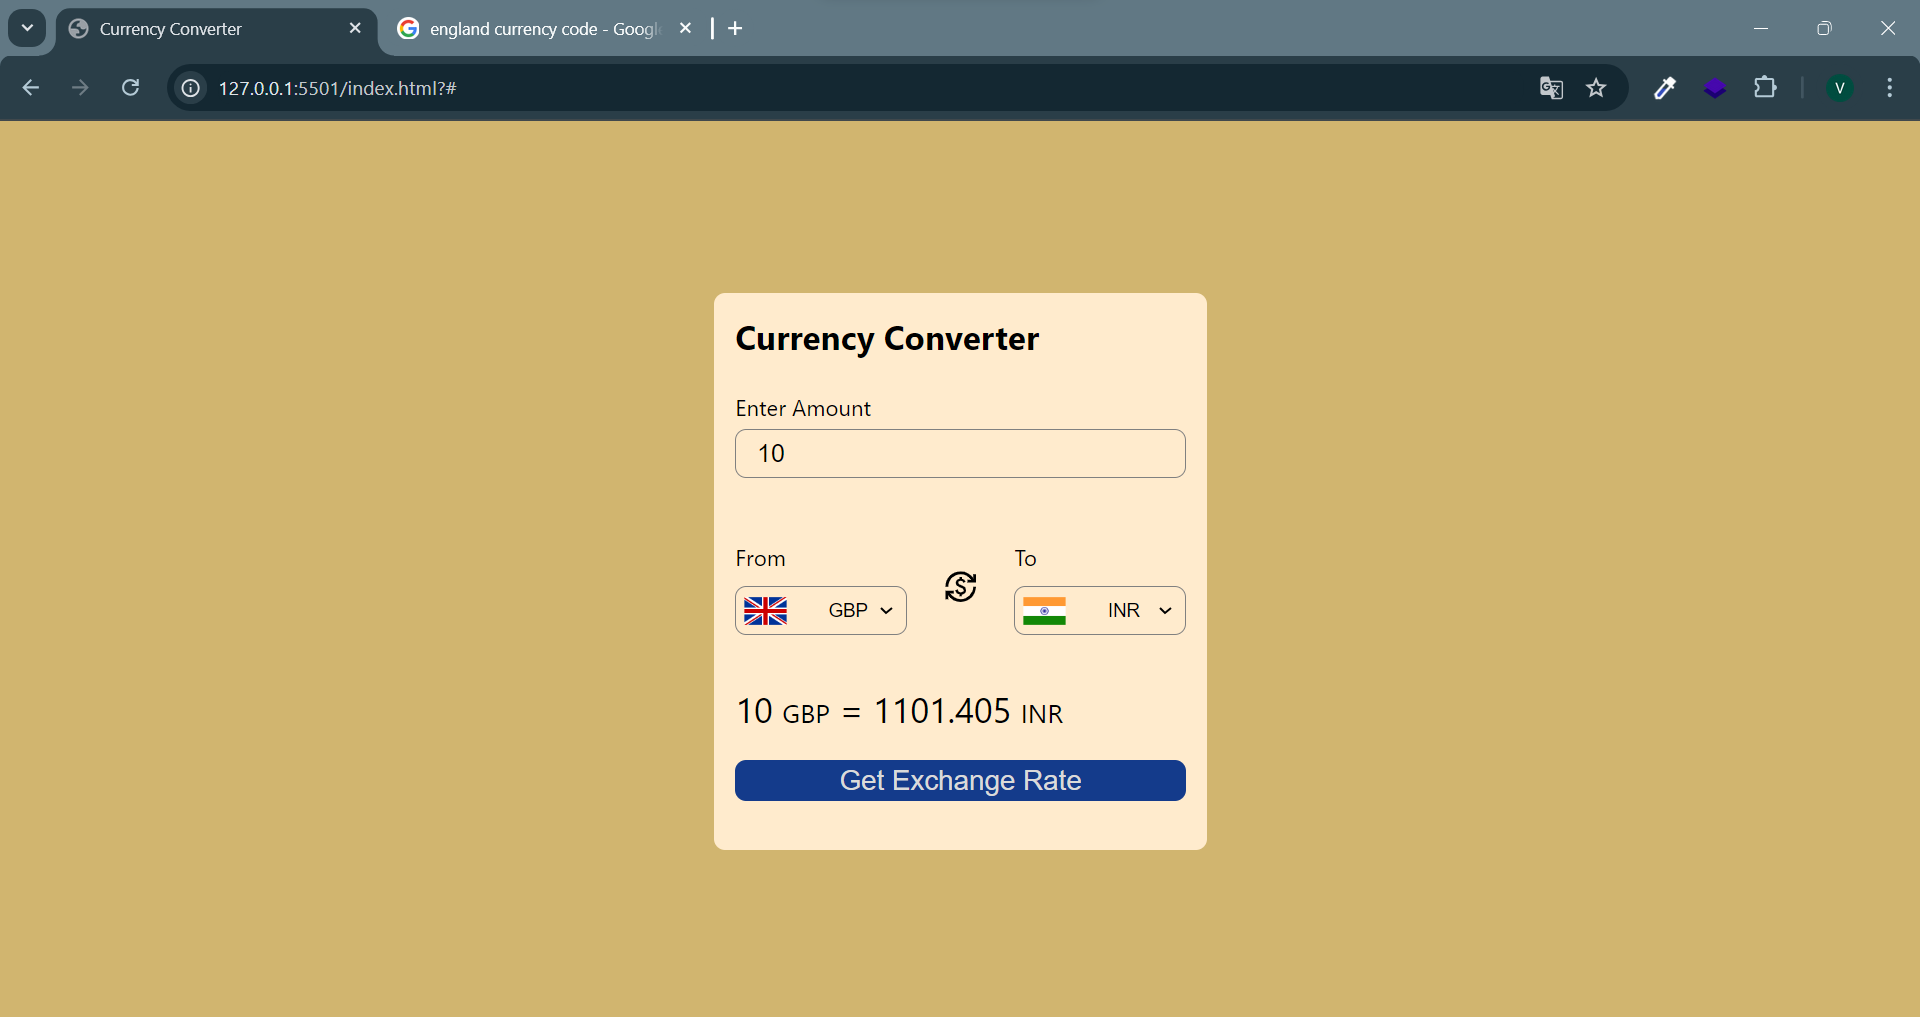 Currency Converter
england currency code - Googl
127.0.0.1:5501/index.html?#
V
Currency Converter
Enter Amount
10
From
To
GBP
INR
10 GBP = 1101.405 INR
Get Exchange Rate